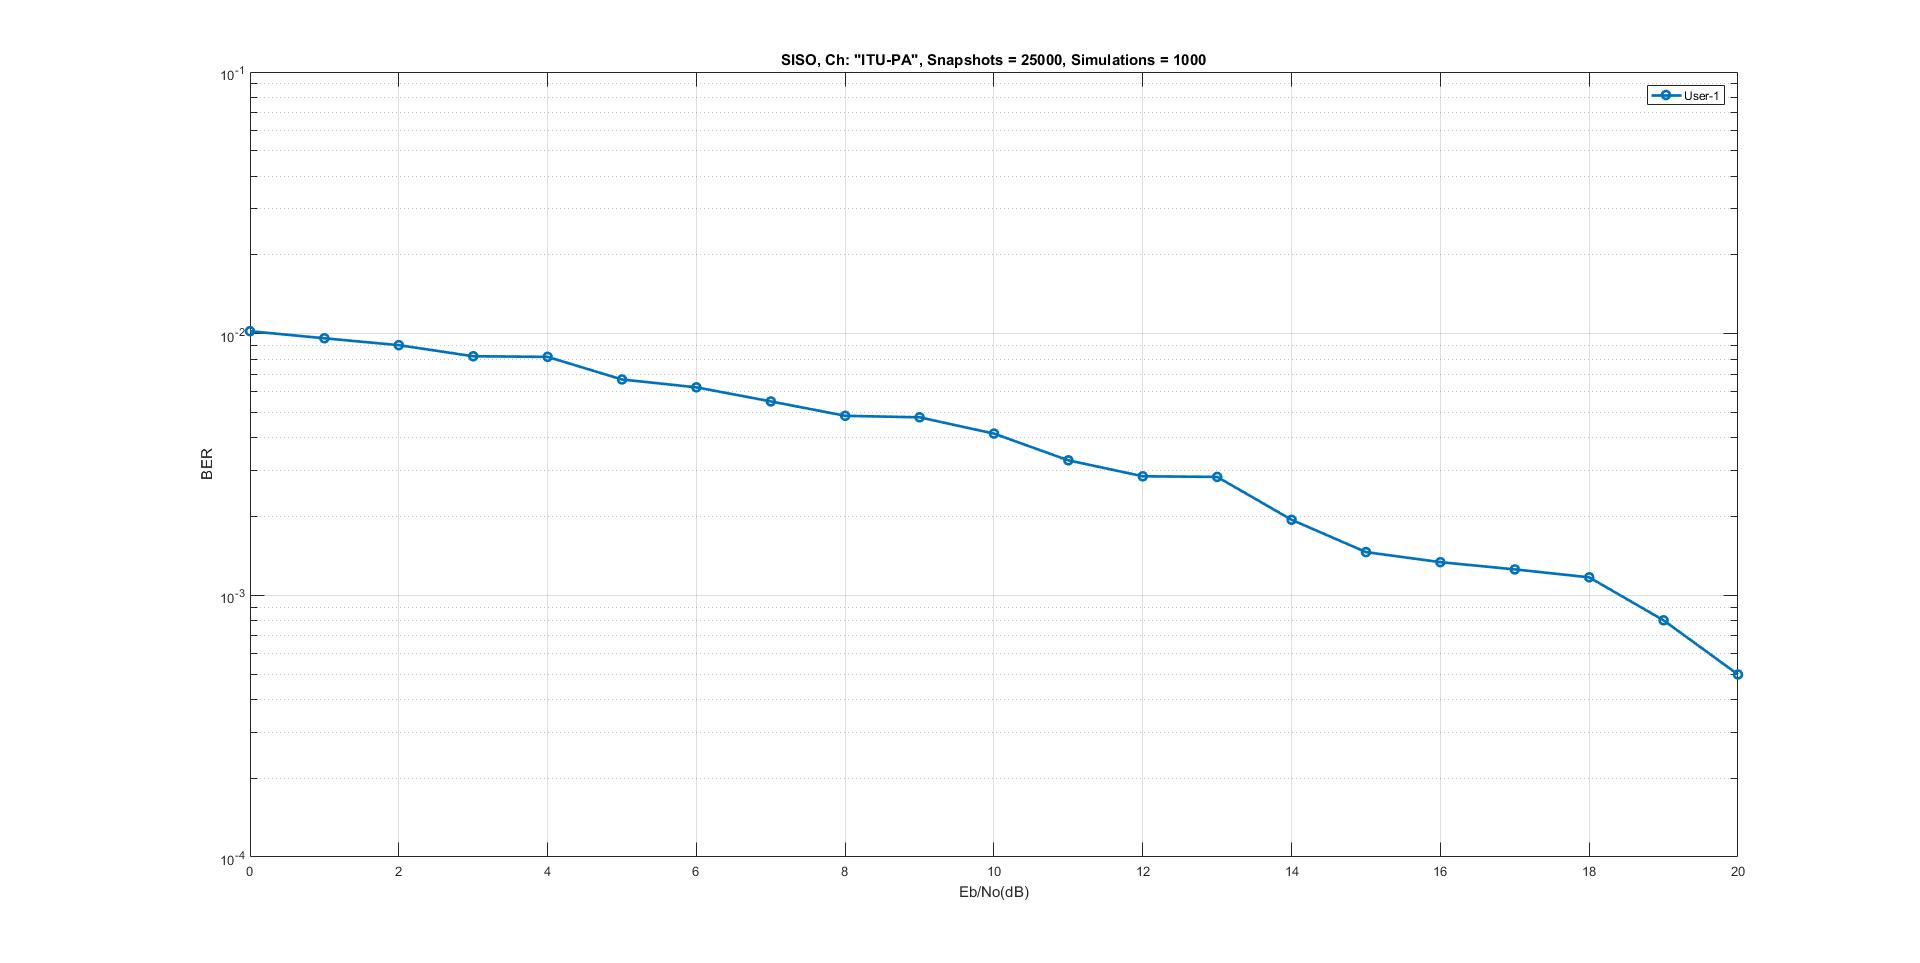 SISO, Ch: "ITU-PA", Snapshots = 25000, Simulations = 1000
User-1
10^-1
10^-2
10^-3
10^-4
BER
0 2 4 6 8 10 12 14 16 18 20
Eb/No(dB)